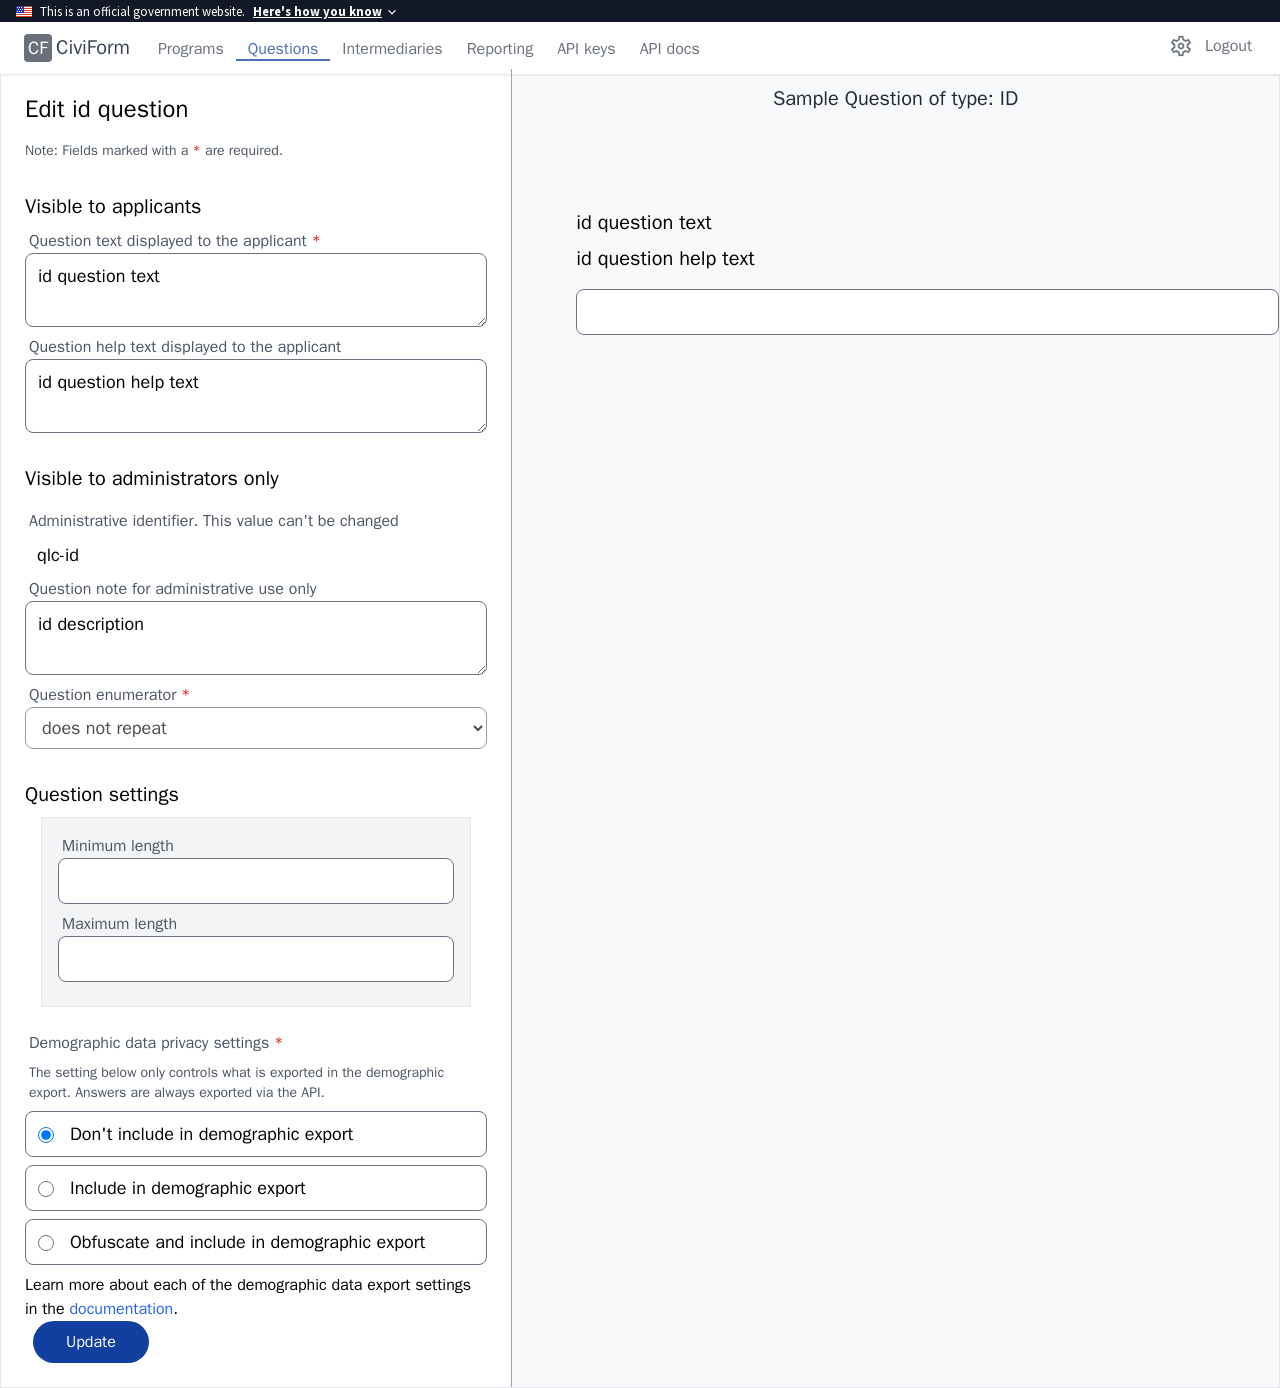 This is an official government website. Here's how you know
CF CiviForm Programs Questions Intermediaries Reporting API keys API docs Logout
Edit id question
Note: Fields marked with a * are required.
Visible to applicants
Question text displayed to the applicant *
id question text
Question help text displayed to the applicant
id question help text
Visible to administrators only
Administrative identifier. This value can't be changed
qlc-id
Question note for administrative use only
id description
Question enumerator *
does not repeat
Question settings
Minimum length
Maximum length
Demographic data privacy settings *
The setting below only controls what is exported in the demographic
export. Answers are always exported via the API.
Don't include in demographic export
Include in demographic export
Obfuscate and include in demographic export
Learn more about each of the demographic data export settings
in the documentation.
Update
Sample Question of type: ID
id question text
id question help text